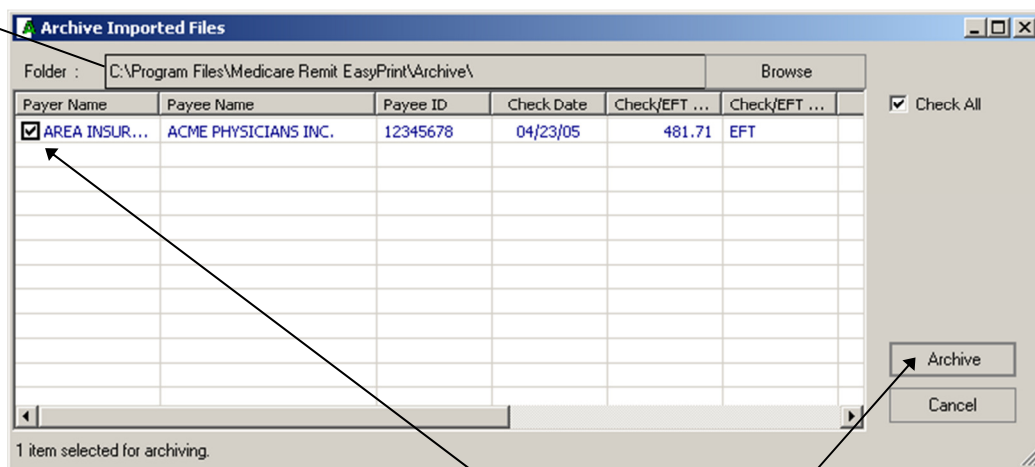 Archive Imported Files
Folder : C:\Program Files\Medicare Remit EasyPrint\Archive\ Browse
Payer Name Payee Name Payee ID Check Date Check/EFT ... Check/EFT ... Check All
AREA INSUR... ACME PHYSICIANS INC. 12345678 04/23/05 481.71 EFT
Archive
Cancel
1 item selected for archiving.